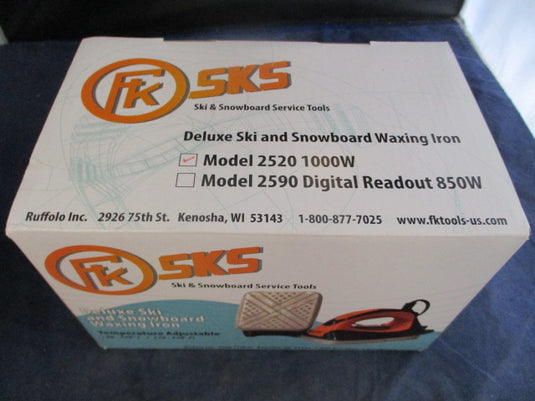 fk SKS
Ski & Snowboard Service Tools
Deluxe Ski and Snowboard Waxing Iron
Model 2520 1000W
Model 2590 Digital Readout 850W
Ruffolo Inc. 2926 75th St. Kenosha, WI 53143 1-800-877-7025 www.fktools-us.com
fk SKS
Ski & Snowboard Service Tools
Deluxe Ski
and Snowboard
Waxing Iron
Temperature Adjustable